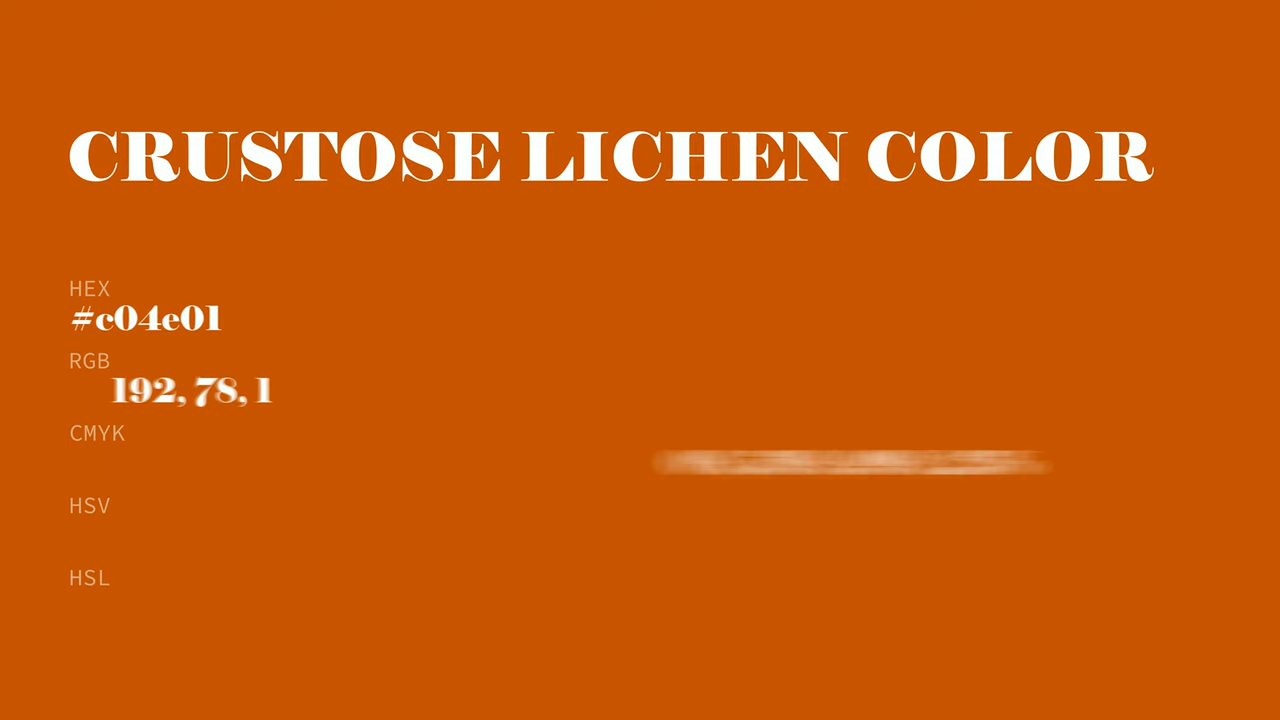 CRUSTOSE LICHEN COLOR
HEX
#c04e01
RGB
192, 78, 1
CMYK
HSV
HSL